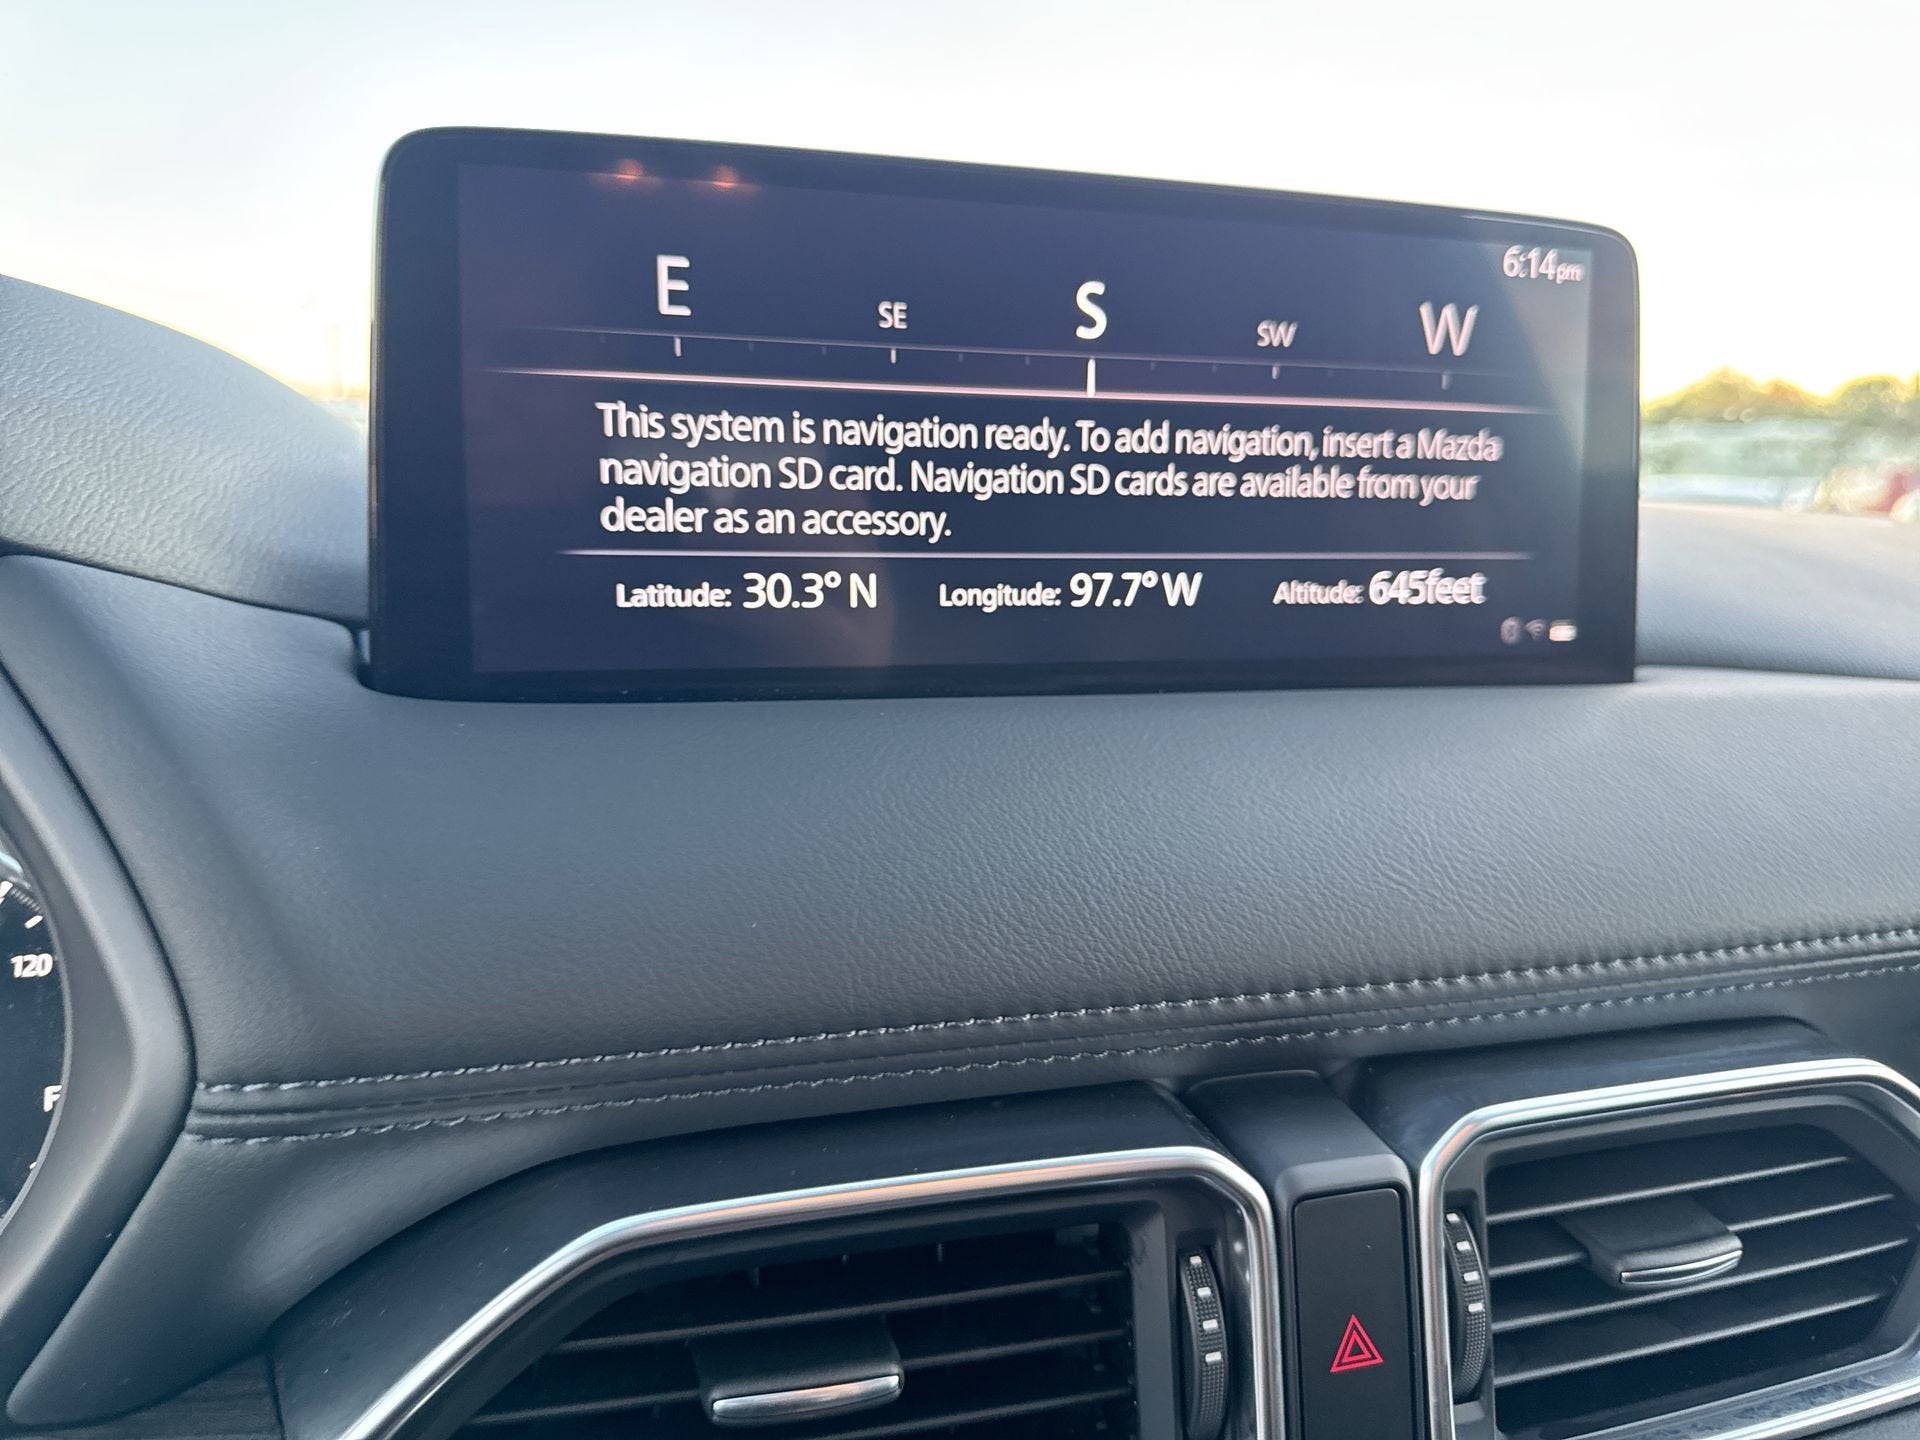 6:14pm
E SE S SW W
This system is navigation ready. To add navigation, insert a Mazda
navigation SD card. Navigation SD cards are available from your
dealer as an accessory.
Latitude: 30.3° N Longitude: 97.7° W Altitude: 645feet
120
F